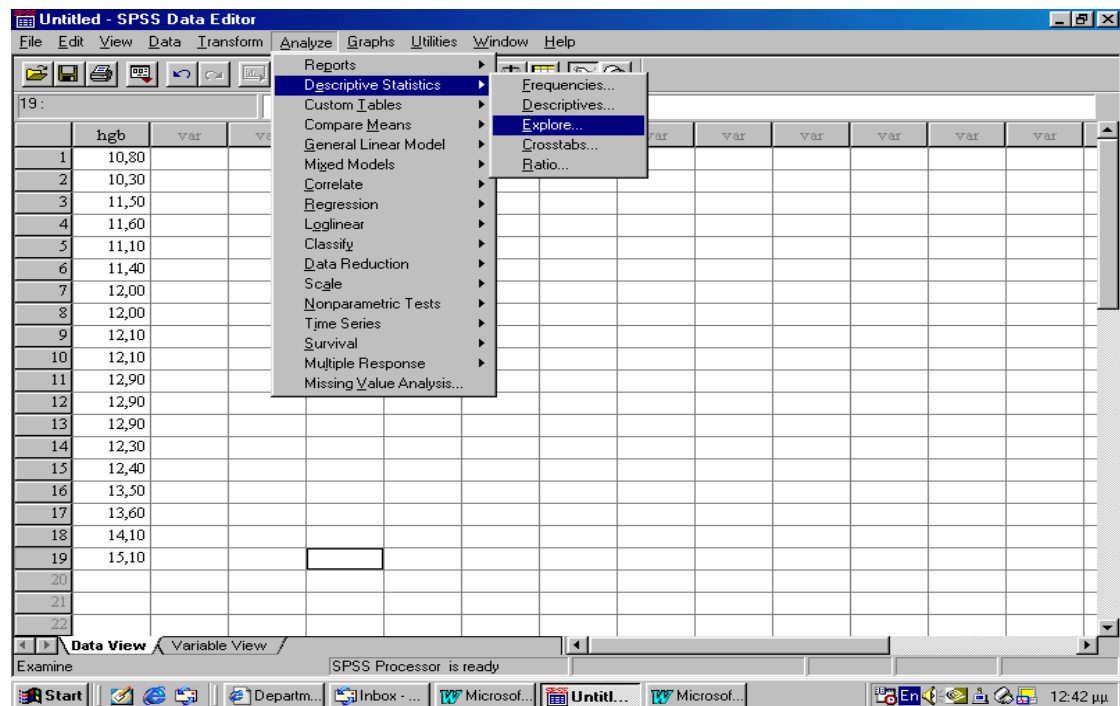 Untitled - SPSS Data Editor
File Edit View Data Transform Analyze Graphs Utilities Window Help
Reports
Descriptive Statistics
Custom Tables
Compare Means
General Linear Model
Mixed Models
Correlate
Regression
Loglinear
Classify
Data Reduction
Scale
Nonparametric Tests
Time Series
Survival
Multiple Response
Missing Value Analysis...
Frequencies...
Descriptives...
Explore...
Crosstabs...
Ratio...
19 :
hgb var var var var var var var
1 10,80
2 10,30
3 11,50
4 11,60
5 11,10
6 11,40
7 12,00
8 12,00
9 12,10
10 12,10
11 12,90
12 12,90
13 12,90
14 12,30
15 12,40
16 13,50
17 13,60
18 14,10
19 15,10
20
21
22
Data View Variable View
Examine SPSS Processor is ready
Start Departm... Inbox - ... Microsof... Untitl... Microsof... En 12:42 μμ